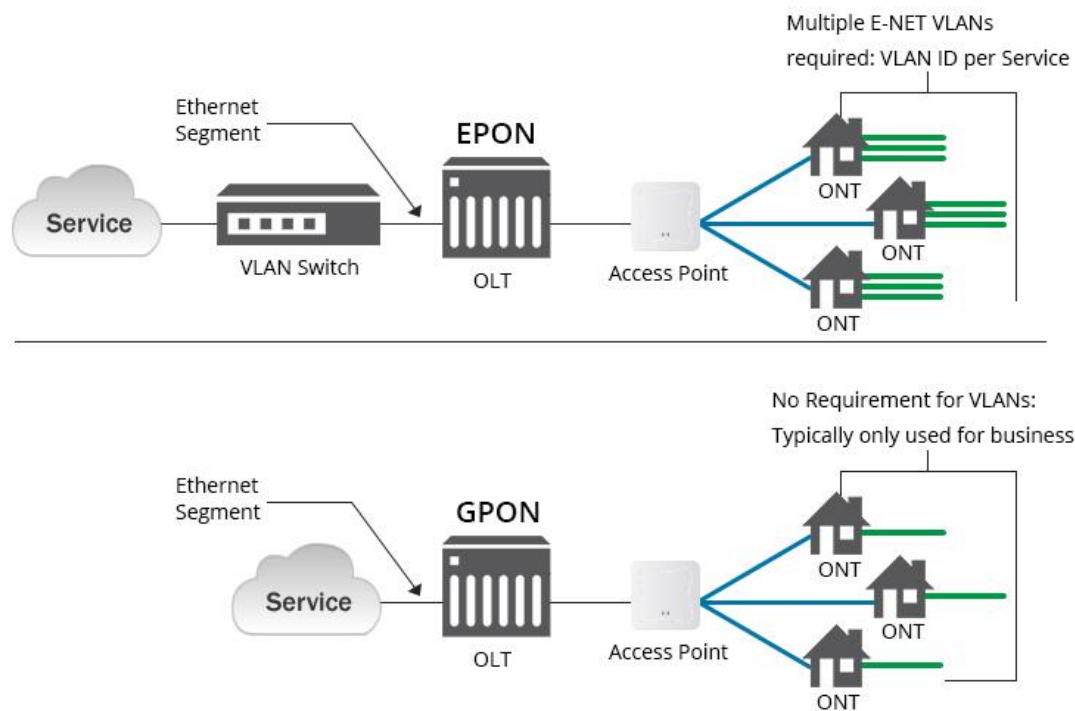 Multiple E-NET VLANs
required: VLAN ID per Service
Ethernet
Segment
EPON
Service
VLAN Switch
OLT
Access Point
ONT
ONT
ONT
No Requirement for VLANs:
Typically only used for business
Ethernet
Segment
GPON
Service
OLT
Access Point
ONT
ONT
ONT